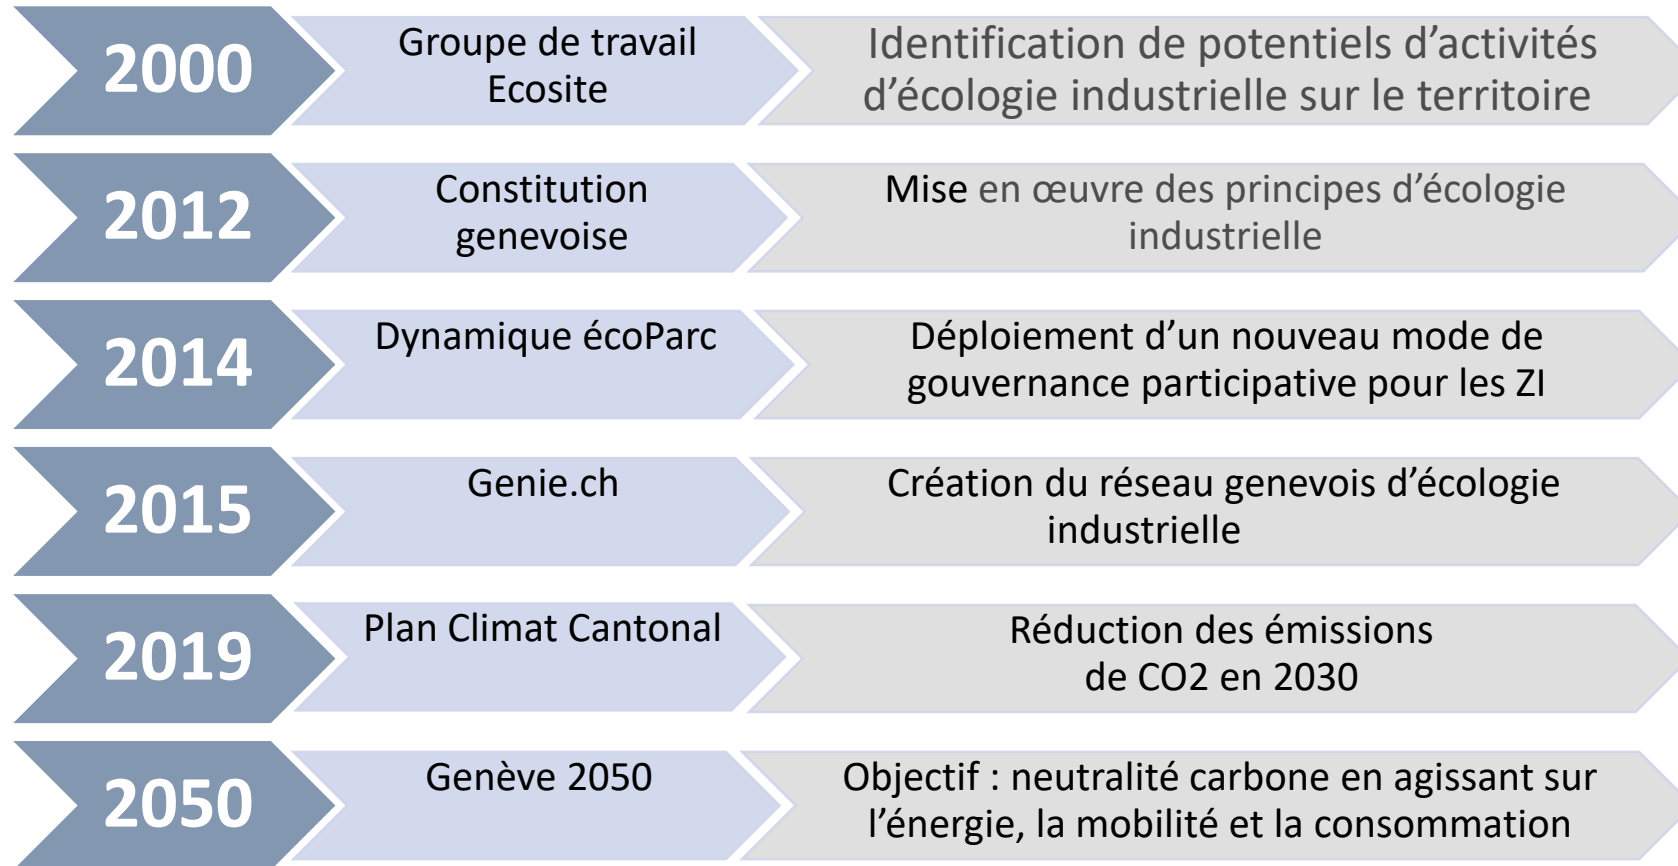 2000
Groupe de travail
Ecosite
Identification de potentiels d’activités
d’écologie industrielle sur le territoire
2012
Constitution
genevoise
Mise en œuvre des principes d’écologie
industrielle
2014
Dynamique écoParc
Déploiement d’un nouveau mode de
gouvernance participative pour les ZI
2015
Genie.ch
Création du réseau genevois d’écologie
industrielle
2019
Plan Climat Cantonal
Réduction des émissions
de CO2 en 2030
2050
Genève 2050
Objectif : neutralité carbone en agissant sur
l’énergie, la mobilité et la consommation